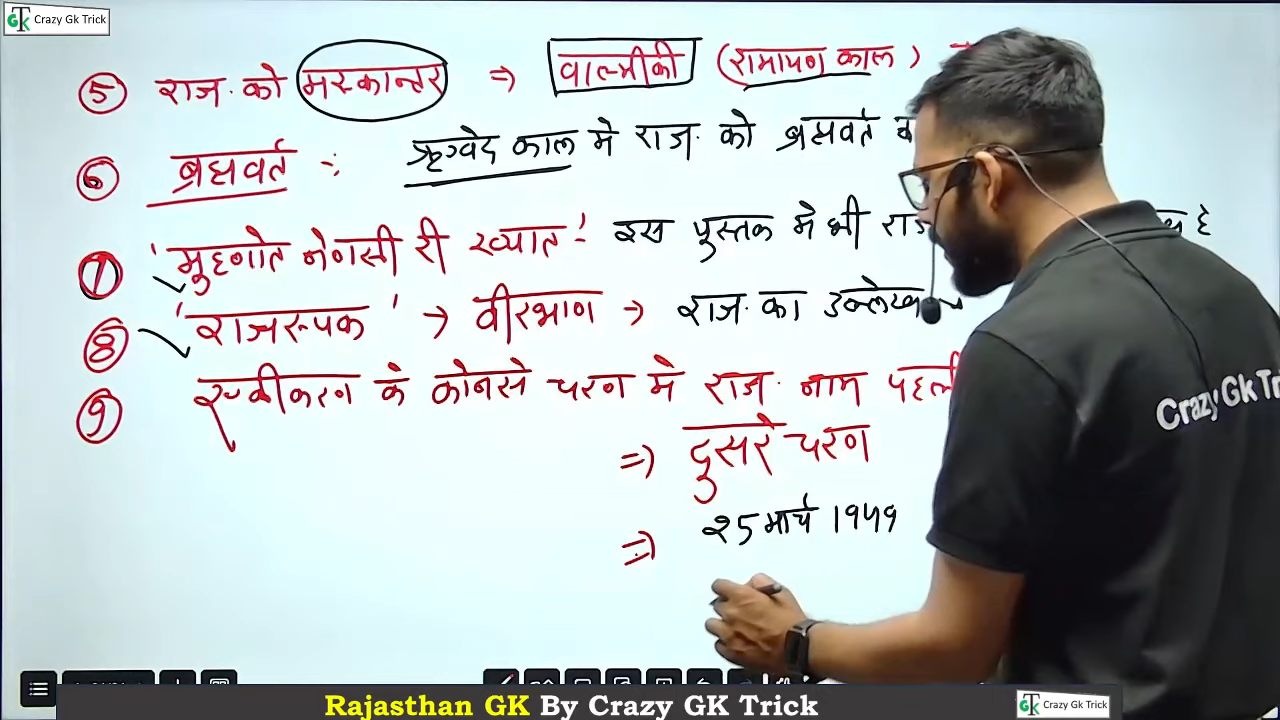 Crazy Gk Trick
⑤ राज. को मरुकान्तर ⇒ वाल्मीकी (रामायण काल)
⑥ ब्रह्मवर्त -: ऋग्वेद काल मे राज. को ब्रह्मवर्त
⑦ 'मुहणोत नेणसी री ख्यात' - इस पुस्तक मे भी राज हे
⑧ 'राजरूपक' → वीरभाण → राज. का उल्लेख
⑨ एकीकरण के कोनसे चरण मे राज. नाम पहली
⇒ दुसरे चरण
⇒ 25 मार्च 1949
Crazy Gk Tri
Rajasthan GK By Crazy GK Trick
Crazy Gk Trick